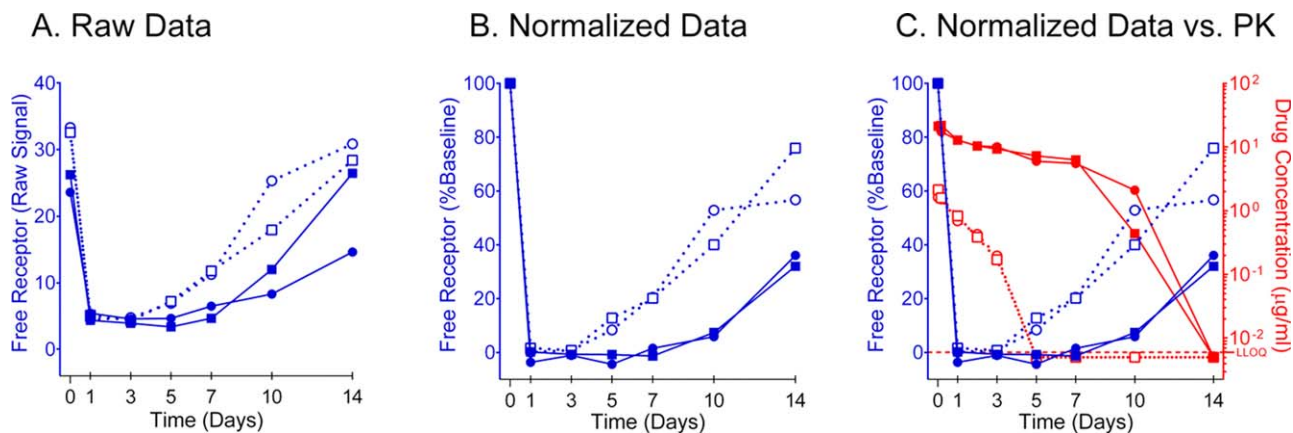 A. Raw Data
B. Normalized Data
C. Normalized Data vs. PK
Free Receptor (Raw Signal)
40
30
20
10
0
0 1 3 5 7 10 14
Time (Days)
Free Receptor (%Baseline)
100
80
60
40
20
0
0 1 3 5 7 10 14
Time (Days)
Free Receptor (%Baseline)
100
80
60
40
20
0
0 1 3 5 7 10 14
Time (Days)
10²
10¹
10⁰
10⁻¹
10⁻²
LLOQ
Drug Concentration (μg/ml)